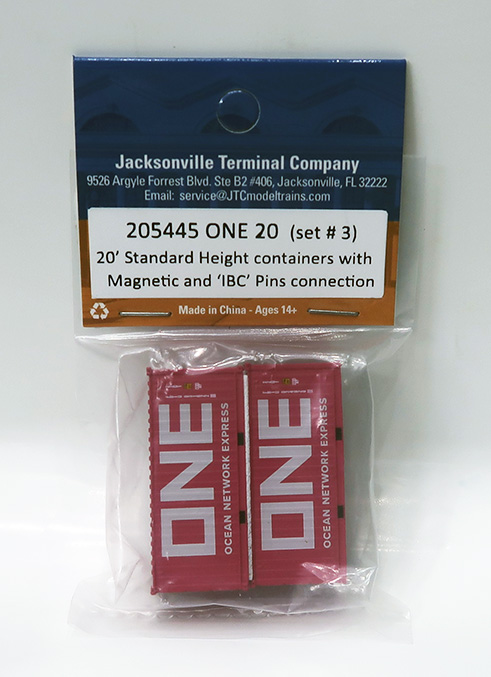 Jacksonville Terminal Company
9526 Argyle Forrest Blvd. Ste B2 #406, Jacksonville, FL 32222
Email: service@JTCmodeltrains.com
205445 ONE 20 (set # 3)
20' Standard Height containers with
Magnetic and 'IBC' Pins connection
Made in China - Ages 14+
ONE
OCEAN NETWORK EXPRESS
ONE
OCEAN NETWORK EXPRESS